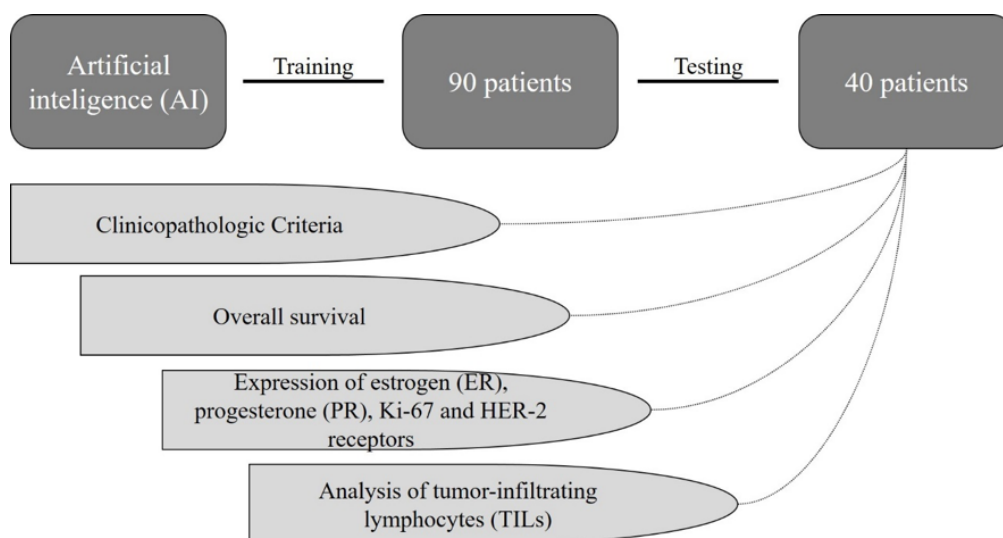 Artificial
inteligence (AI)
Training
90 patients
Testing
40 patients
Clinicopathologic Criteria
Overall survival
Expression of estrogen (ER),
progesterone (PR), Ki-67 and HER-2
receptors
Analysis of tumor-infiltrating
lymphocytes (TILs)